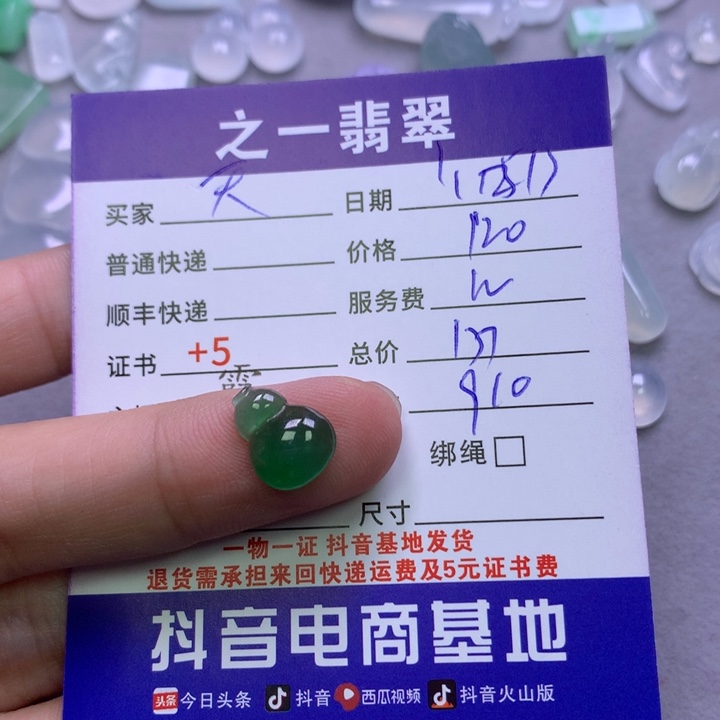 之一翡翠
买家 天 日期
普通快递 价格 120
顺丰快递 服务费
证书 +5 总价
910
绑绳
尺寸
一物一证 抖音基地发货
退货需承担来回快递运费及5元证书费
抖音电商基地
头条 今日头条 抖音 西瓜视频 抖音火山版